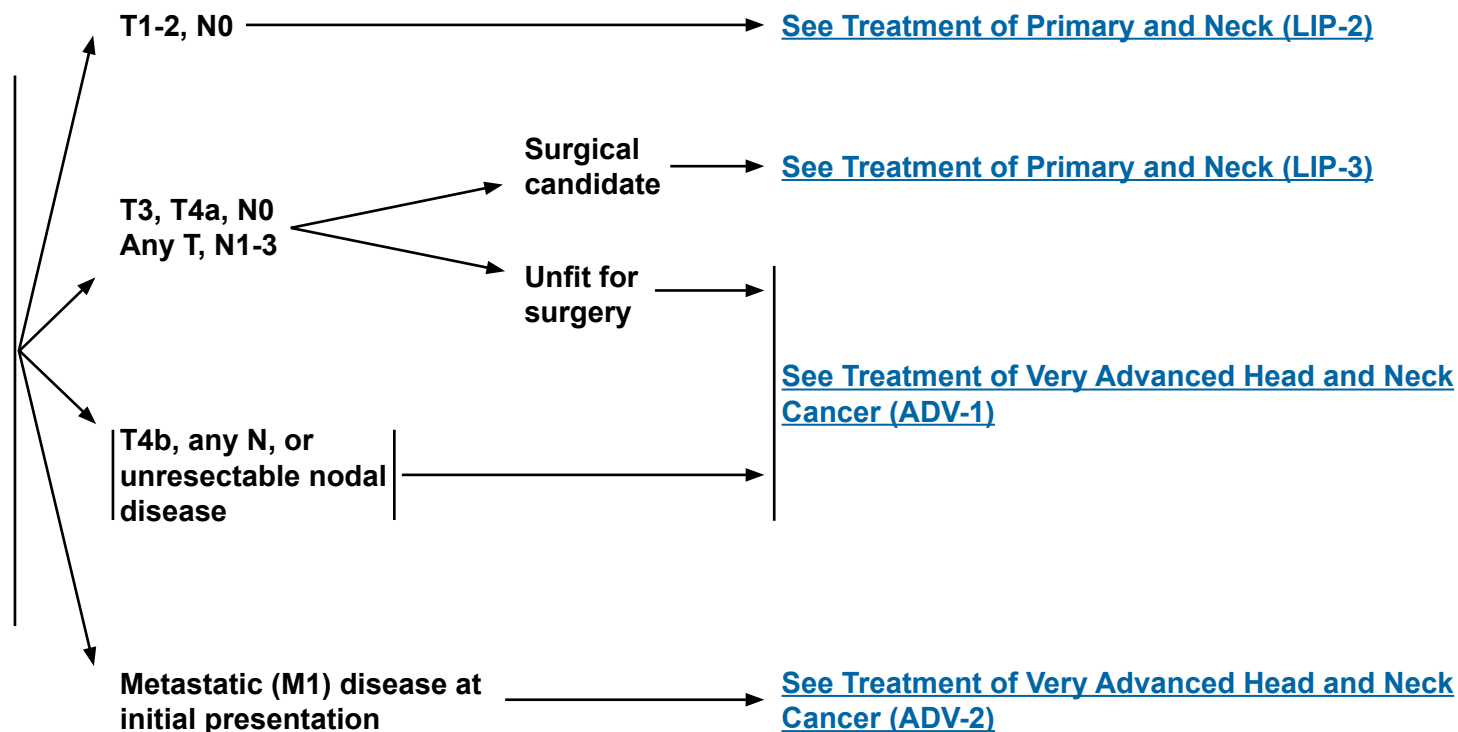 T1-2, N0
See Treatment of Primary and Neck (LIP-2)
Surgical
candidate
See Treatment of Primary and Neck (LIP-3)
T3, T4a, N0
Any T, N1-3
Unfit for
surgery
See Treatment of Very Advanced Head and Neck
Cancer (ADV-1)
T4b, any N, or
unresectable nodal
disease
Metastatic (M1) disease at
initial presentation
See Treatment of Very Advanced Head and Neck
Cancer (ADV-2)